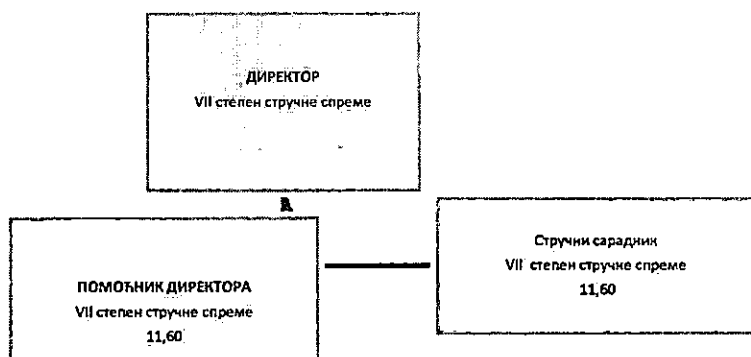 ДИРЕКТОР
VII степен стручне спреме
ПОМОЋНИК ДИРЕКТОРА
VII степен стручне спреме
11,60
Стручни сарадник
VII степен стручне спреме
11,60